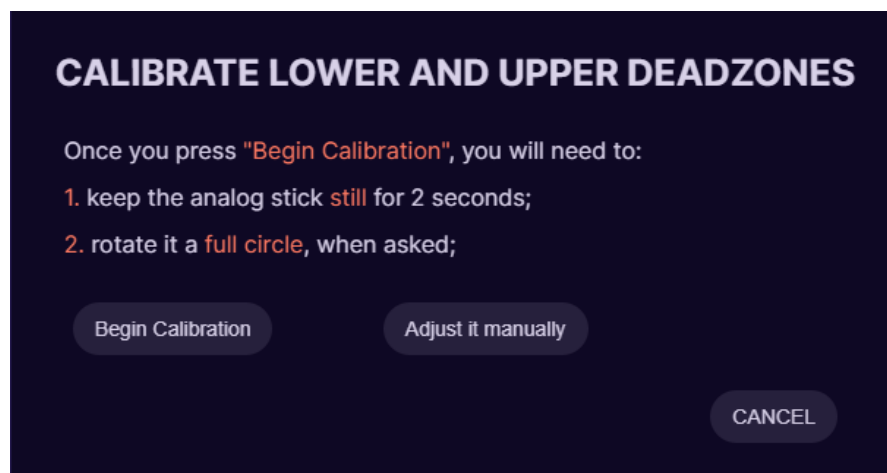 CALIBRATE LOWER AND UPPER DEADZONES
Once you press "Begin Calibration", you will need to:
1. keep the analog stick still for 2 seconds;
2. rotate it a full circle, when asked;
Begin Calibration
Adjust it manually
CANCEL